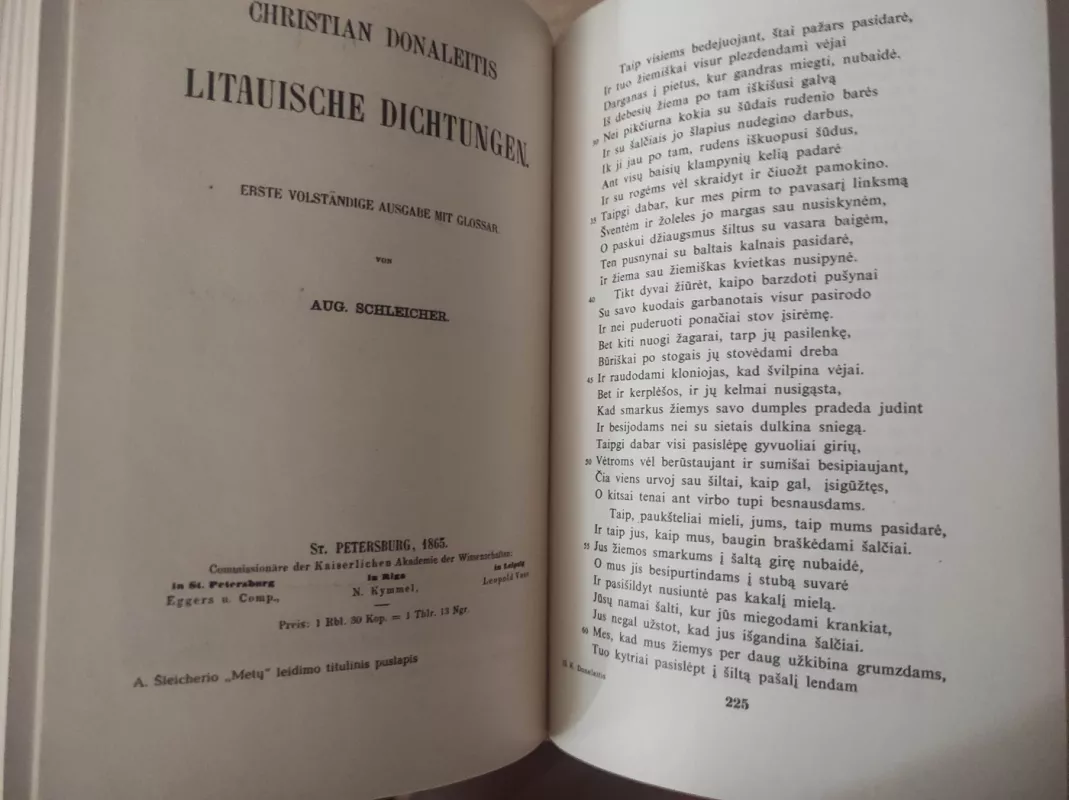 CHRISTIAN DONALEITIS
LITAUISCHE DICHTUNGEN.
ERSTE VOLSTÄNDIGE AUSGABE MIT GLOSSAR
VON
AUG. SCHLEICHER.
ST. PETERSBURG, 1865.
Commissionäre der Kaiserlichen Akademie der Wissenschaften:
in St. Petersburg in Riga in Leipzig
Eggers u. Comp., N. Kymmel, Leopold Voss
Preis: 1 Rbl. 30 Kop. = 1 Thlr. 13 Ngr.
A. Šleicherio „Metų" leidimo titulinis puslapis
Taip visiems bedejuojant, štai pažars pasidarė,
Ir tuo žiemiškai visur plezdendami vėjai
Darganas į pietus, kur gandras miegti, nubaidė.
Iš debesių žiema po tam iškišusi galvą
30 Nei pikčiurna kokia su šūdais rudenio barės
Ir su šalčiais jo šlapius nudegino darbus,
Ik ji jau po tam, rudens iškuopusi šūdus,
Ant visų baisių klampynių kelią padarė
Ir su rogėms vėl skraidyt ir čiuožt pamokino.
35 Taipgi dabar, kur mes pirm to pavasarį linksmą
Šventėm ir žoleles jo margas sau nusiskynėm,
O paskui džiaugsmus šiltus su vasara baigėm,
Ten pusnynai su baltais kalnais pasidarė,
Ir žiema sau žiemiškas kvietkas nusipynė.
40 Tikt dyvai žiūrėt, kaipo barzdoti pušynai
Su savo kuodais garbanotais visur pasirodo
Ir nei puderuoti ponačiai stov įsirėmę.
Bet kiti nuogi žagarai, tarp jų pasilenkę,
Būriškai po stogais jų stovėdami dreba
45 Ir raudodami kloniojas, kad švilpina vėjai.
Bet ir kerplėšos, ir jų kelmai nusigąsta,
Kad smarkus žiemys savo dumples pradeda judint
Ir besijodams nei su sietais dulkina sniegą.
Taipgi dabar visi pasislėpę gyvuoliai girių,
50 Vėtroms vėl berūstaujant ir sumišai besipiaujant,
Čia viens urvoj sau šiltai, kaip gal, įsigūžtęs,
O kitsai tenai ant virbo tupi besnausdams.
Taip, paukšteliai mieli, jums, taip mums pasidarė,
Ir taip jus, kaip mus, baugin braškėdami šalčiai.
55 Jus žiemos smarkums į šaltą girę nubaidė,
O mus jis besipurtindams į stubą suvarė
Ir pasišildyt nusiuntė pas kakalį mielą.
Jūsų namai šalti, kur jūs miegodami krankiat,
Jus negal užstot, kad jus išgandina šalčiai.
60 Mes, kad mus žiemys per daug užkibina grumzdams,
Tuo kytriai pasislėpt į šiltą pašalį lendam
K. Donelaitis
225